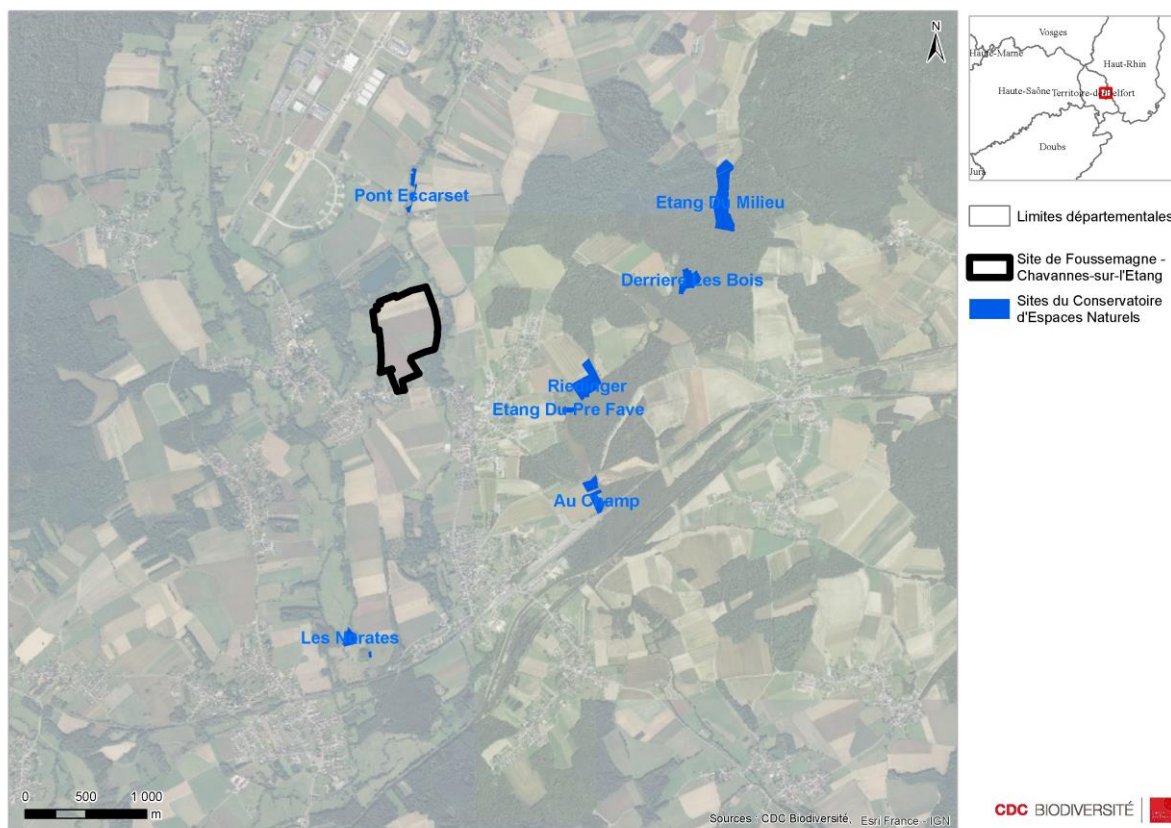 N
Pont Escarset
Etang Du Milieu
Derriere Les Bois
Riedinger
Etang Du Pre Fave
Au Champ
Les Narates
0 500 1 000
m
Sources : CDC Biodiversité, Esri France - IGN
Vosges
Haute-Marne
Haut-Rhin
Haute-Saône
Territoire-de-Belfort
Doubs
Jura
Limites départementales
Site de Foussemagne -
Chavannes-sur-l'Etang
Sites du Conservatoire
d'Espaces Naturels
CDC BIODIVERSITÉ